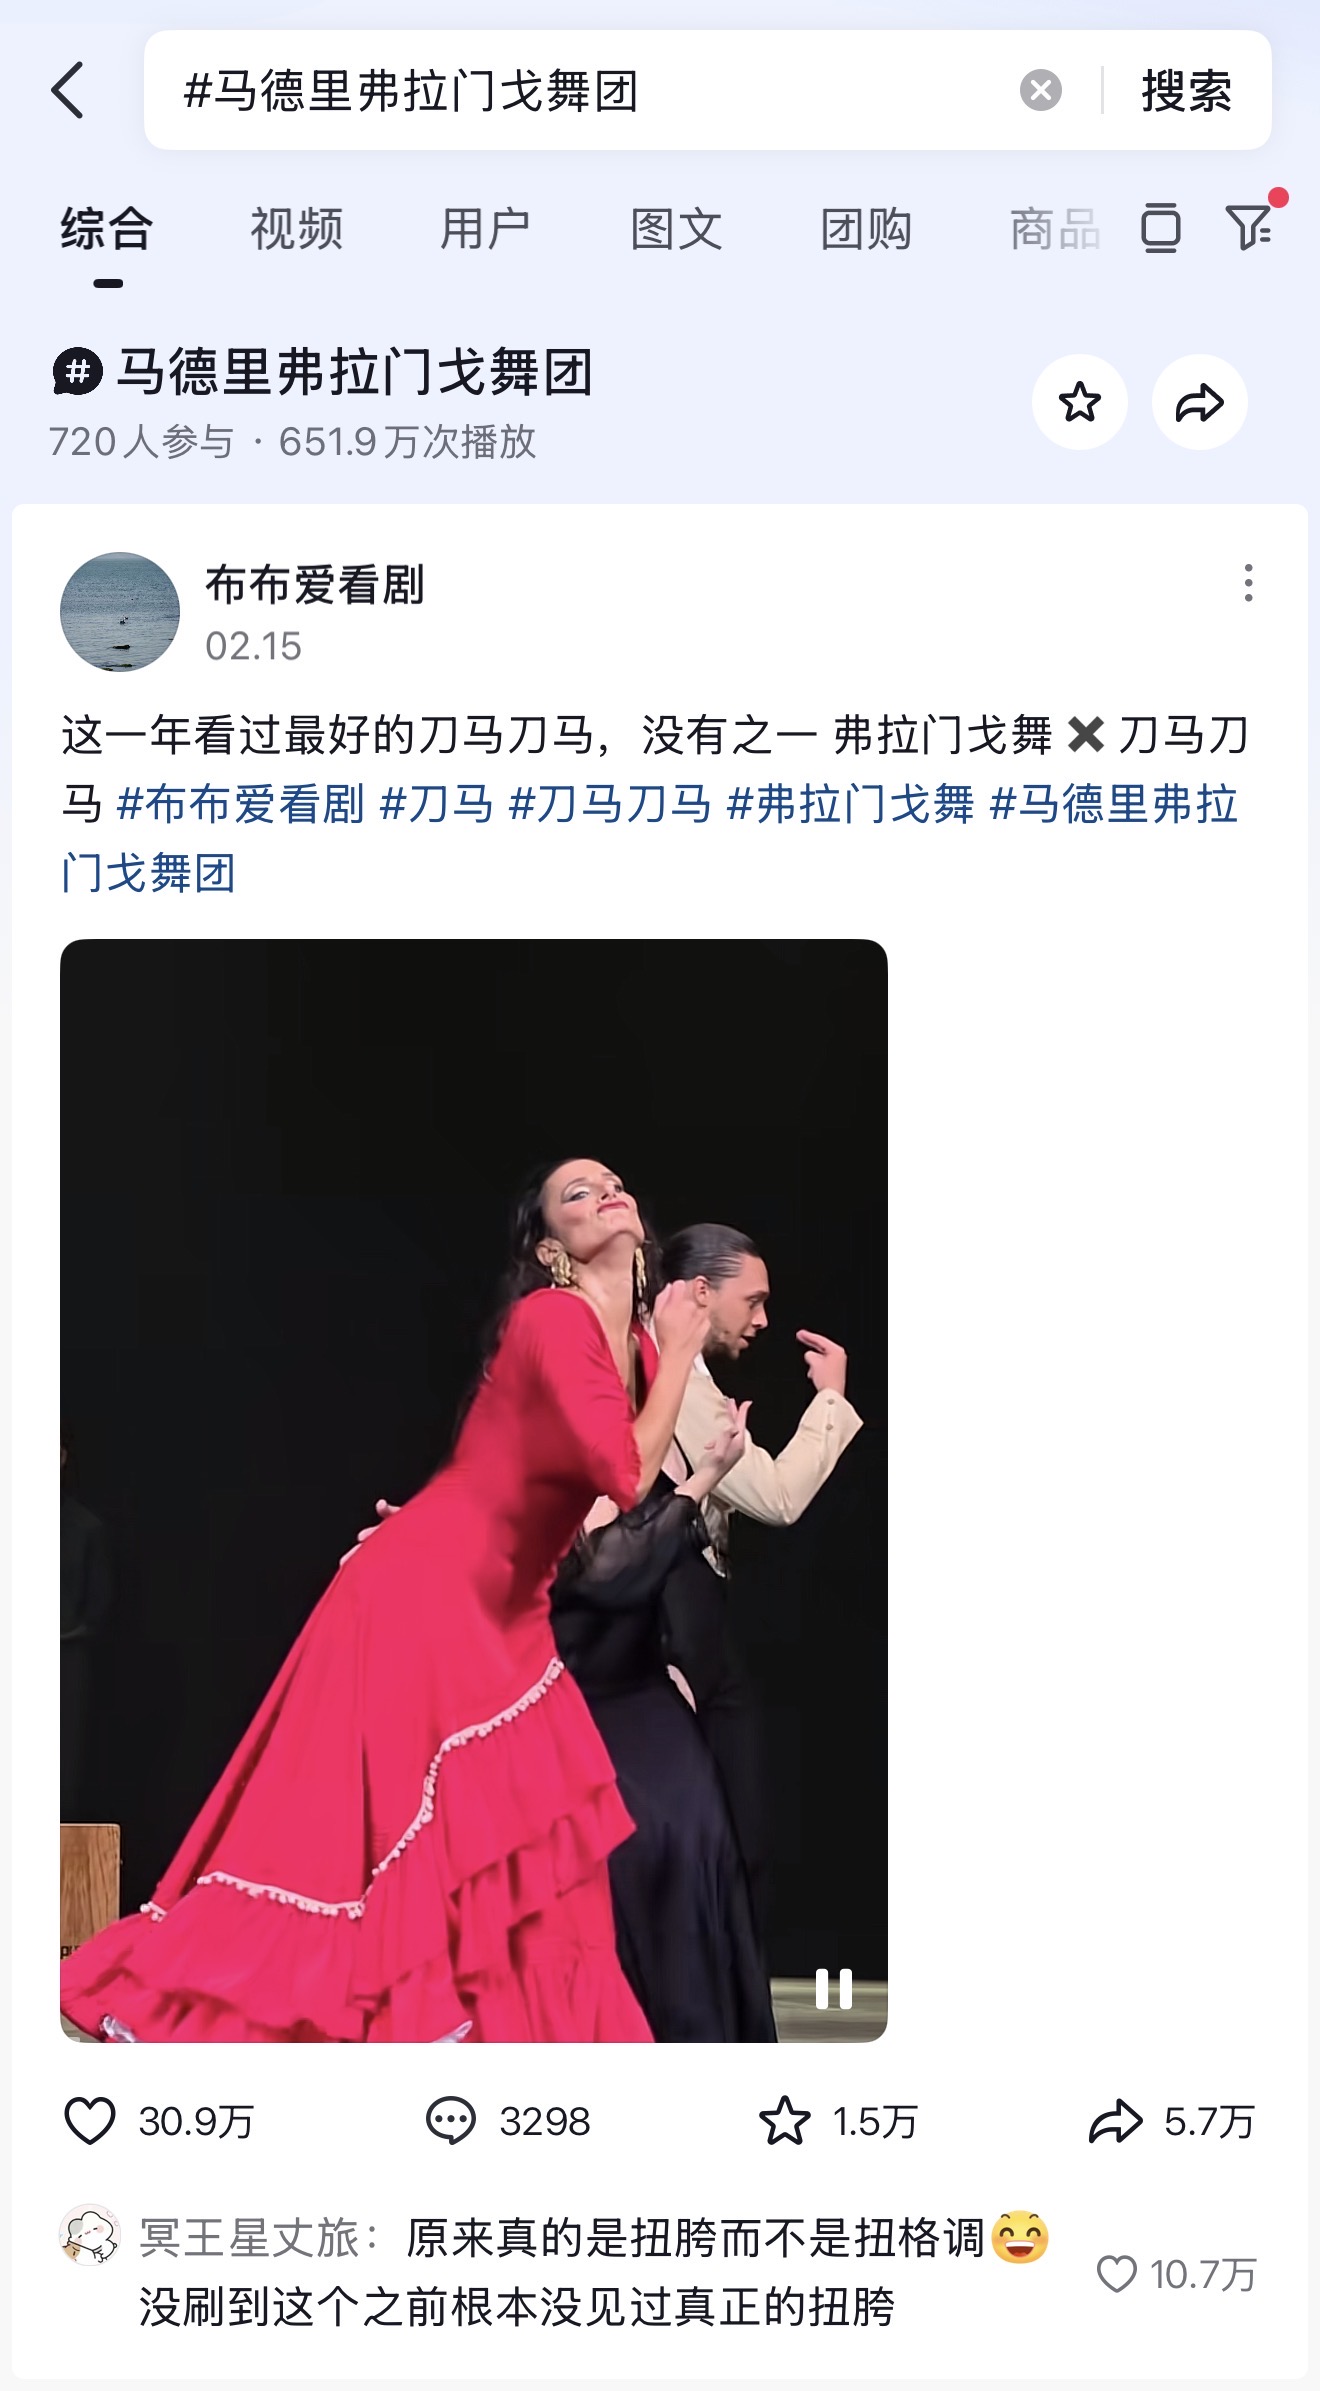 #马德里弗拉门戈舞团
搜索
综合 视频 用户 图文 团购 商品
#马德里弗拉门戈舞团
720人参与 · 651.9万次播放
布布爱看剧
02.15
这一年看过最好的刀马刀马，没有之一 弗拉门戈舞 ✖ 刀马刀
马 #布布爱看剧 #刀马 #刀马刀马 #弗拉门戈舞 #马德里弗拉
门戈舞团
30.9万 3298 1.5万 5.7万
冥王星丈旅：原来真的是扭胯而不是扭格调😄
没刷到这个之前根本没见过真正的扭胯
10.7万